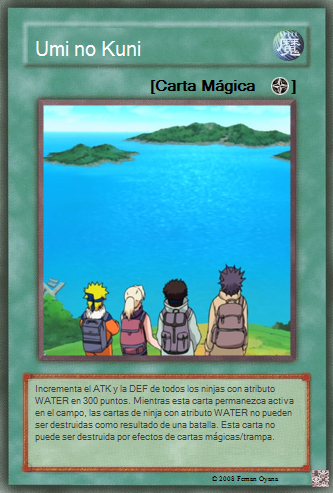 Umi no Kuni
魔
[Carta Mágica ]
Incrementa el ATK y la DEF de todos los ninjas con atributo
WATER en 300 puntos. Mientras esta carta permanezca activa
en el campo, las cartas de ninja con atributo WATER no pueden
ser destruidas como resultado de una batalla. Esta carta no
puede ser destruida por efectos de cartas mágicas/trampa.
©2008 Fernan Oyana